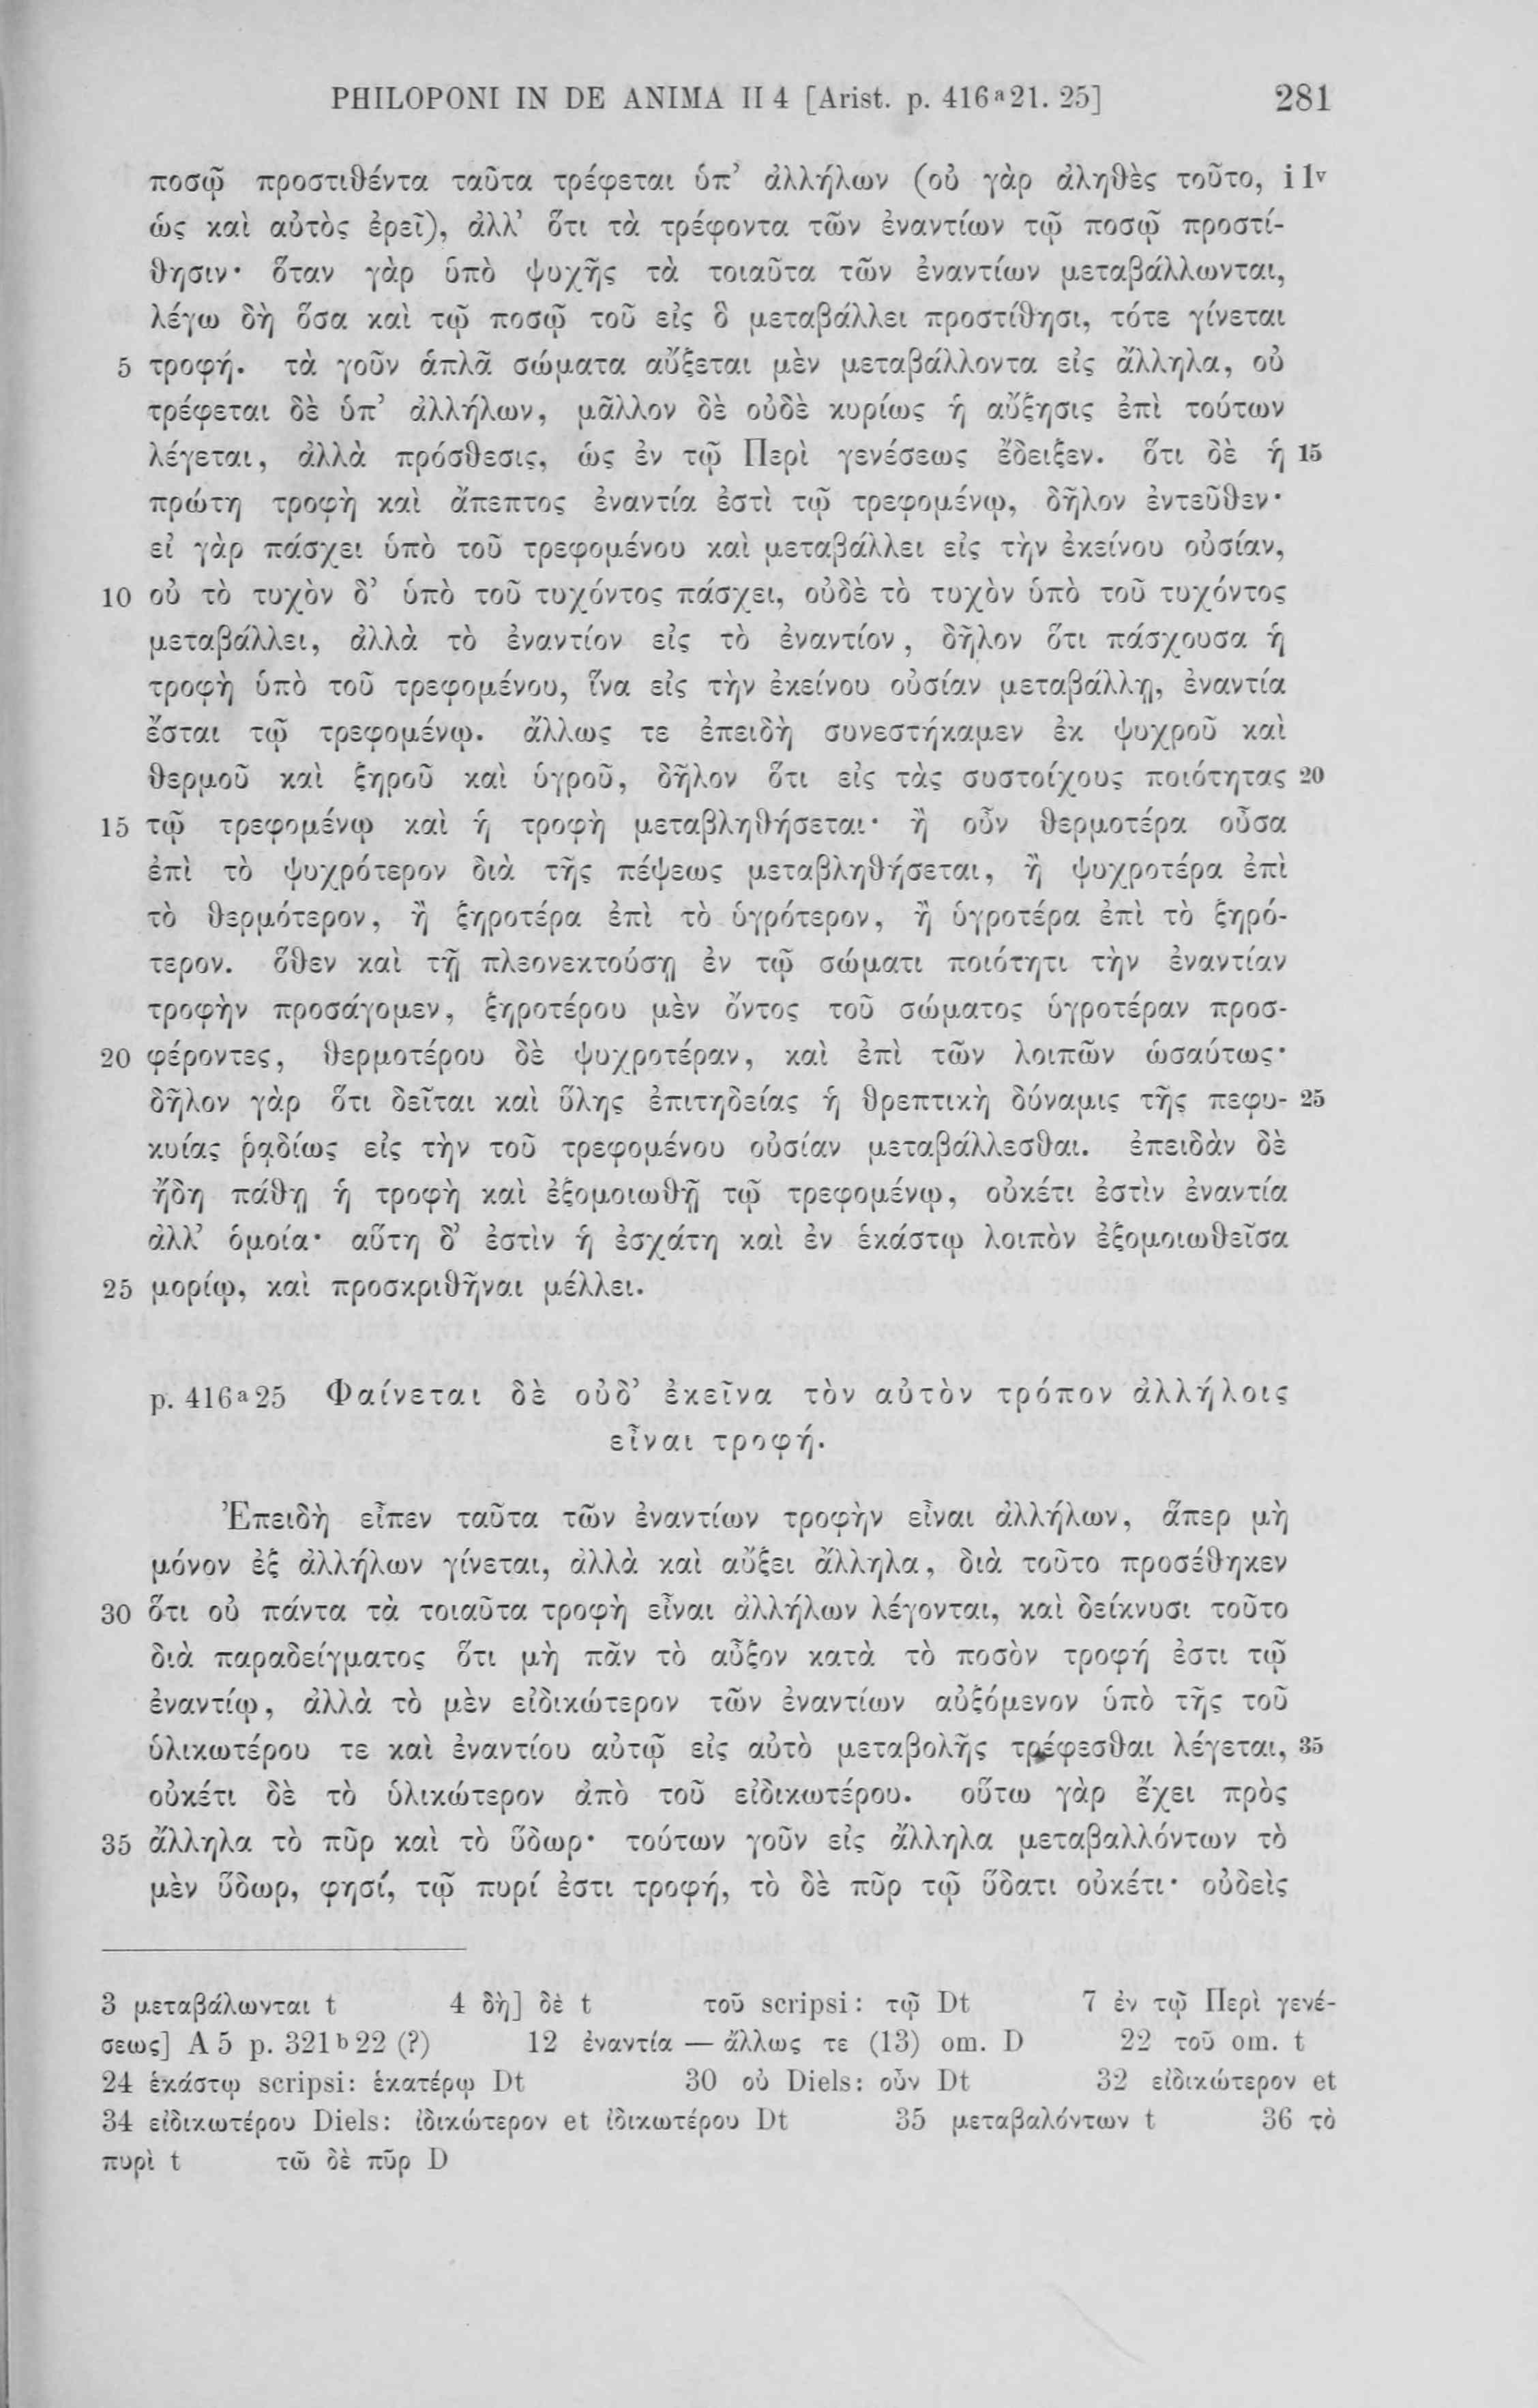 PHILOPONI IN DE ANIMA II 4 [Arist. p. 416ᵃ21. 25] 281
ποσῷ προστιθέντα ταῦτα τρέφεται ὑπ’ ἀλλήλων (οὐ γὰρ ἀληθὲς τοῦτο, i 1ᵛ
ὡς καὶ αὐτὸς ἐρεῖ), ἀλλ’ ὅτι τὰ τρέφοντα τῶν ἐναντίων τῷ ποσῷ προστί-
θησιν· ὅταν γὰρ ὑπὸ ψυχῆς τὰ τοιαῦτα τῶν ἐναντίων μεταβάλλωνται,
λέγω δὴ ὅσα καὶ τῷ ποσῷ τοῦ εἰς ὃ μεταβάλλει προστίθησι, τότε γίνεται
5 τροφή. τὰ γοῦν ἁπλᾶ σώματα αὔξεται μὲν μεταβάλλοντα εἰς ἄλληλα, οὐ
τρέφεται δὲ ὑπ’ ἀλλήλων, μᾶλλον δὲ οὐδὲ κυρίως ἡ αὔξησις ἐπὶ τούτων
λέγεται, ἀλλὰ πρόσθεσις, ὡς ἐν τῷ Περὶ γενέσεως ἔδειξεν. ὅτι δὲ ἡ 15
πρώτη τροφὴ καὶ ἄπεπτος ἐναντία ἐστὶ τῷ τρεφομένῳ, δῆλον ἐντεῦθεν·
εἰ γὰρ πάσχει ὑπὸ τοῦ τρεφομένου καὶ μεταβάλλει εἰς τὴν ἐκείνου οὐσίαν,
10 οὐ τὸ τυχὸν δ’ ὑπὸ τοῦ τυχόντος πάσχει, οὐδὲ τὸ τυχὸν ὑπὸ τοῦ τυχόντος
μεταβάλλει, ἀλλὰ τὸ ἐναντίον εἰς τὸ ἐναντίον, δῆλον ὅτι πάσχουσα ἡ
τροφὴ ὑπὸ τοῦ τρεφομένου, ἵνα εἰς τὴν ἐκείνου οὐσίαν μεταβάλλῃ, ἐναντία
ἔσται τῷ τρεφομένῳ. ἄλλως τε ἐπειδὴ συνεστήκαμεν ἐκ ψυχροῦ καὶ
θερμοῦ καὶ ξηροῦ καὶ ὑγροῦ, δῆλον ὅτι εἰς τὰς συστοίχους ποιότητας 20
15 τῷ τρεφομένῳ καὶ ἡ τροφὴ μεταβληθήσεται· ἢ οὖν θερμοτέρα οὖσα
ἐπὶ τὸ ψυχρότερον διὰ τῆς πέψεως μεταβληθήσεται, ἢ ψυχροτέρα ἐπὶ
τὸ θερμότερον, ἢ ξηροτέρα ἐπὶ τὸ ὑγρότερον, ἢ ὑγροτέρα ἐπὶ τὸ ξηρό-
τερον. ὅθεν καὶ τῇ πλεονεκτούσῃ ἐν τῷ σώματι ποιότητι τὴν ἐναντίαν
τροφὴν προσάγομεν, ξηροτέρου μὲν ὄντος τοῦ σώματος ὑγροτέραν προσ-
20 φέροντες, θερμοτέρου δὲ ψυχροτέραν, καὶ ἐπὶ τῶν λοιπῶν ὡσαύτως·
δῆλον γὰρ ὅτι δεῖται καὶ ὕλης ἐπιτηδείας ἡ θρεπτικὴ δύναμις τῆς πεφυ- 25
κυίας ῥᾳδίως εἰς τὴν τοῦ τρεφομένου οὐσίαν μεταβάλλεσθαι. ἐπειδὰν δὲ
ἤδη πάθῃ ἡ τροφὴ καὶ ἐξομοιωθῇ τῷ τρεφομένῳ, οὐκέτι ἐστὶν ἐναντία
ἀλλ’ ὁμοία· αὕτη δ’ ἐστὶν ἡ ἐσχάτη καὶ ἐν ἑκάστῳ λοιπὸν ἐξομοιωθεῖσα
25 μορίῳ, καὶ προσκριθῆναι μέλλει.
p. 416ᵃ25 Φαίνεται δὲ οὐδ’ ἐκεῖνα τὸν αὐτὸν τρόπον ἀλλήλοις
εἶναι τροφή.
Ἐπειδὴ εἶπεν ταῦτα τῶν ἐναντίων τροφὴν εἶναι ἀλλήλων, ἅπερ μὴ
μόνον ἐξ ἀλλήλων γίνεται, ἀλλὰ καὶ αὔξει ἄλληλα, διὰ τοῦτο προσέθηκεν
30 ὅτι οὐ πάντα τὰ τοιαῦτα τροφὴ εἶναι ἀλλήλων λέγονται, καὶ δείκνυσι τοῦτο
διὰ παραδείγματος ὅτι μὴ πᾶν τὸ αὖξον κατὰ τὸ ποσὸν τροφή ἐστι τῷ
ἐναντίῳ, ἀλλὰ τὸ μὲν εἰδικώτερον τῶν ἐναντίων αὐξόμενον ὑπὸ τῆς τοῦ
ὑλικωτέρου τε καὶ ἐναντίου αὐτῷ εἰς αὐτὸ μεταβολῆς τρέφεσθαι λέγεται, 35
οὐκέτι δὲ τὸ ὑλικώτερον ἀπὸ τοῦ εἰδικωτέρου. οὕτω γὰρ ἔχει πρὸς
35 ἄλληλα τὸ πῦρ καὶ τὸ ὕδωρ· τούτων γοῦν εἰς ἄλληλα μεταβαλλόντων τὸ
μὲν ὕδωρ, φησί, τῷ πυρί ἐστι τροφή, τὸ δὲ πῦρ τῷ ὕδατι οὐκέτι· οὐδεὶς
3 μεταβάλωνται t 4 δὴ] δὲ t τοῦ scripsi: τῷ Dt 7 ἐν τῷ Περὶ γενέ-
σεως] A 5 p. 321ᵇ22 (?) 12 ἐναντία — ἄλλως τε (13) om. D 22 τοῦ om. t
24 ἑκάστῳ scripsi: ἑκατέρῳ Dt 30 οὐ Diels: οὖν Dt 32 εἰδικώτερον et
34 εἰδικωτέρου Diels: ἰδικώτερον et ἰδικωτέρου Dt 35 μεταβαλόντων t 36 τὸ
πυρὶ t τῶ δὲ πῦρ D